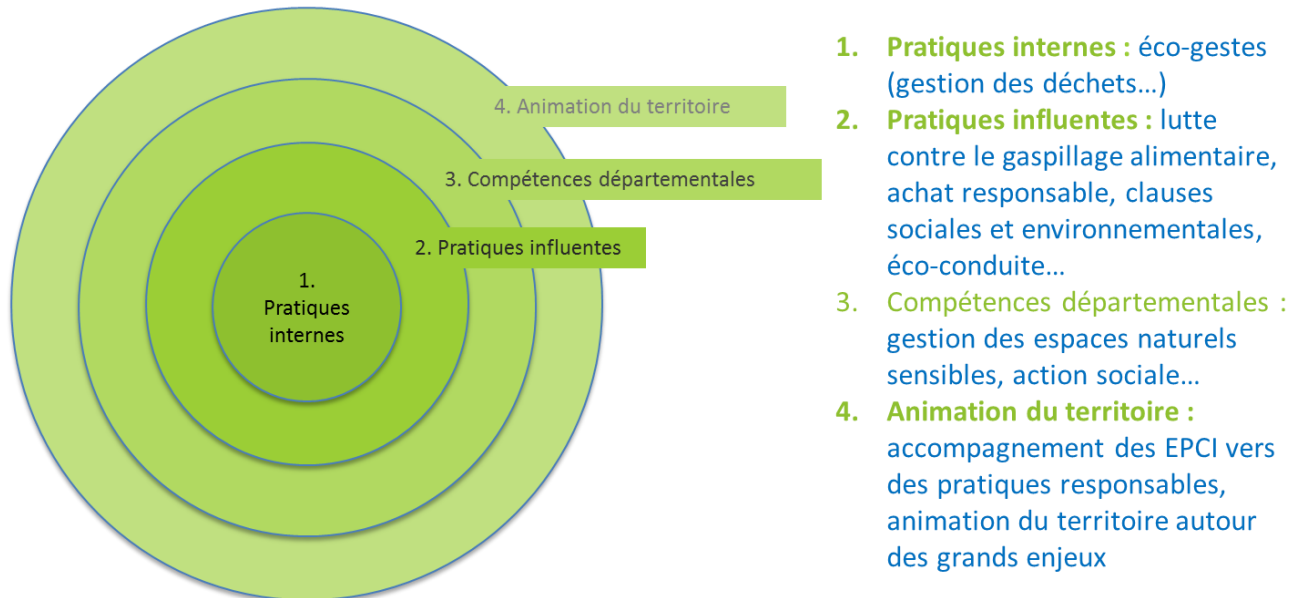 4. Animation du territoire
3. Compétences départementales
2. Pratiques influentes
1.
Pratiques
internes
1. Pratiques internes : éco-gestes
(gestion des déchets…)
2. Pratiques influentes : lutte
contre le gaspillage alimentaire,
achat responsable, clauses
sociales et environnementales,
éco-conduite…
3. Compétences départementales :
gestion des espaces naturels
sensibles, action sociale…
4. Animation du territoire :
accompagnement des EPCI vers
des pratiques responsables,
animation du territoire autour
des grands enjeux